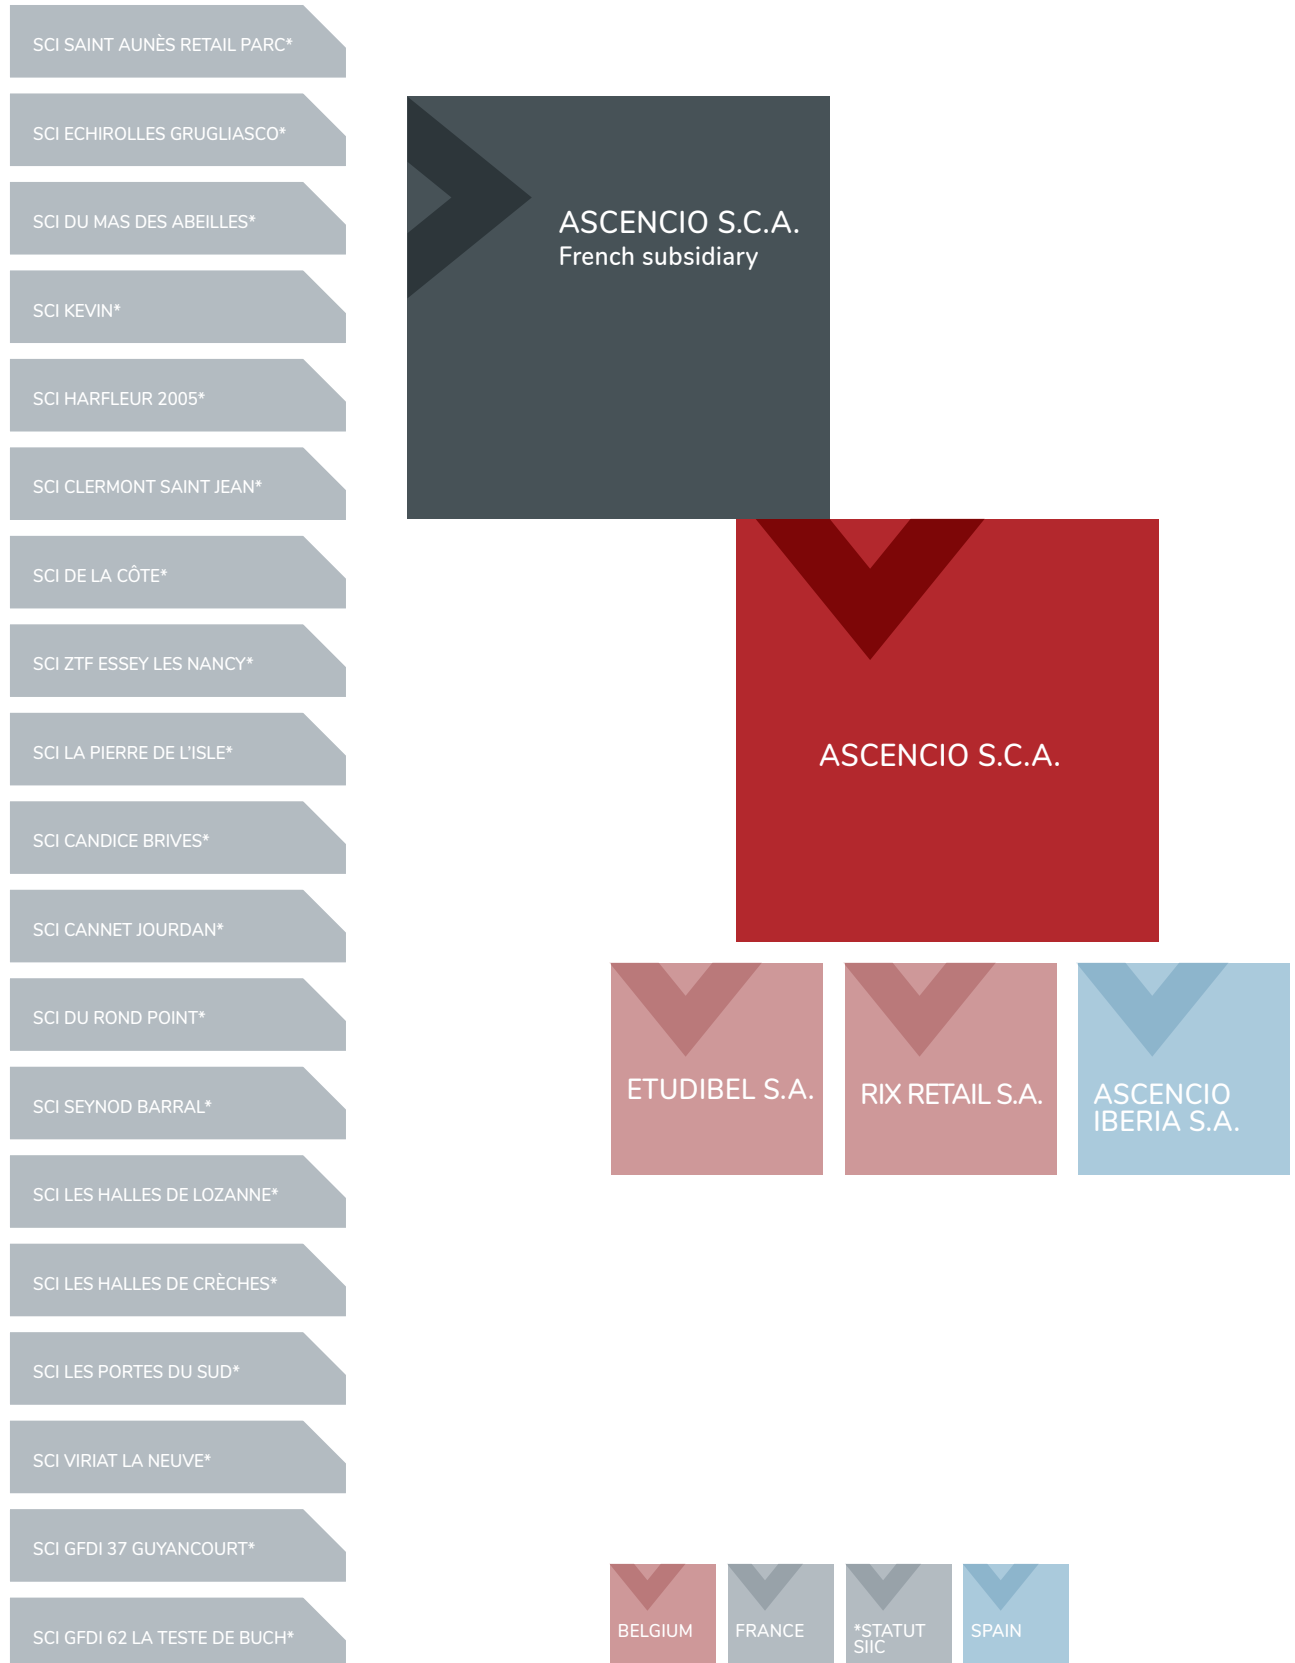 SCI SAINT AUNÈS RETAIL PARC*
SCI ECHIROLLES GRUGLIASCO*
SCI DU MAS DES ABEILLES*
SCI KEVIN*
SCI HARFLEUR 2005*
SCI CLERMONT SAINT JEAN*
SCI DE LA CÔTE*
SCI ZTF ESSEY LES NANCY*
SCI LA PIERRE DE L'ISLE*
SCI CANDICE BRIVES*
SCI CANNET JOURDAN*
SCI DU ROND POINT*
SCI SEYNOD BARRAL*
SCI LES HALLES DE LOZANNE*
SCI LES HALLES DE CRÈCHES*
SCI LES PORTES DU SUD*
SCI VIRIAT LA NEUVE*
SCI GFDI 37 GUYANCOURT*
SCI GFDI 62 LA TESTE DE BUCH*
ASCENCIO S.C.A.
French subsidiary
ASCENCIO S.C.A.
ETUDIBEL S.A.
RIX RETAIL S.A.
ASCENCIO
IBERIA S.A.
BELGIUM
FRANCE
*STATUT
SIIC
SPAIN